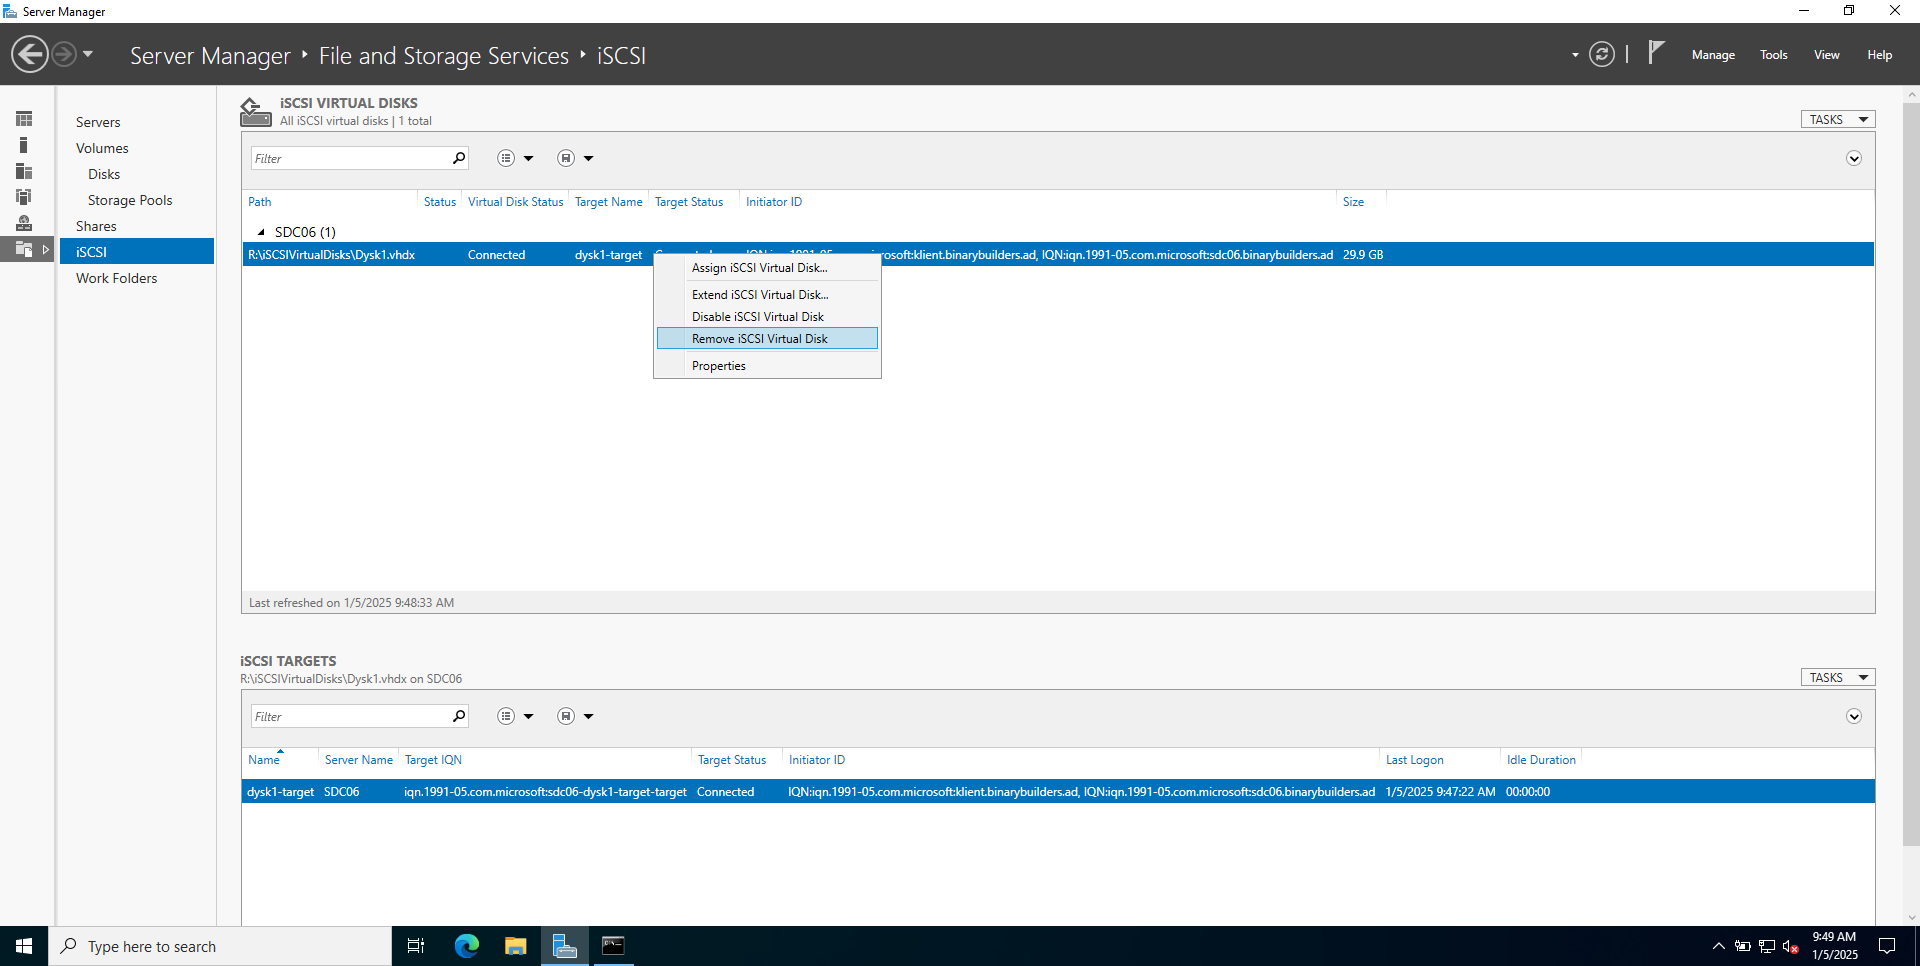 Server Manager
Server Manager ‣ File and Storage Services ‣ iSCSI
Manage Tools View Help
Servers
Volumes
Disks
Storage Pools
Shares
iSCSI
Work Folders
iSCSI VIRTUAL DISKS
All iSCSI virtual disks | 1 total
TASKS
Filter
Path Status Virtual Disk Status Target Name Target Status Initiator ID Size
SDC06 (1)
R:\iSCSIVirtualDisks\Dysk1.vhdx Connected dysk1-target rosoft:klient.binarybuilders.ad, IQN:iqn.1991-05.com.microsoft:sdc06.binarybuilders.ad 29.9 GB
Assign iSCSI Virtual Disk...
Extend iSCSI Virtual Disk...
Disable iSCSI Virtual Disk
Remove iSCSI Virtual Disk
Properties
Last refreshed on 1/5/2025 9:48:33 AM
iSCSI TARGETS
R:\iSCSIVirtualDisks\Dysk1.vhdx on SDC06
TASKS
Filter
Name Server Name Target IQN Target Status Initiator ID Last Logon Idle Duration
dysk1-target SDC06 iqn.1991-05.com.microsoft:sdc06-dysk1-target-target Connected IQN:iqn.1991-05.com.microsoft:klient.binarybuilders.ad, IQN:iqn.1991-05.com.microsoft:sdc06.binarybuilders.ad 1/5/2025 9:47:22 AM 00:00:00
Type here to search
9:49 AM
1/5/2025